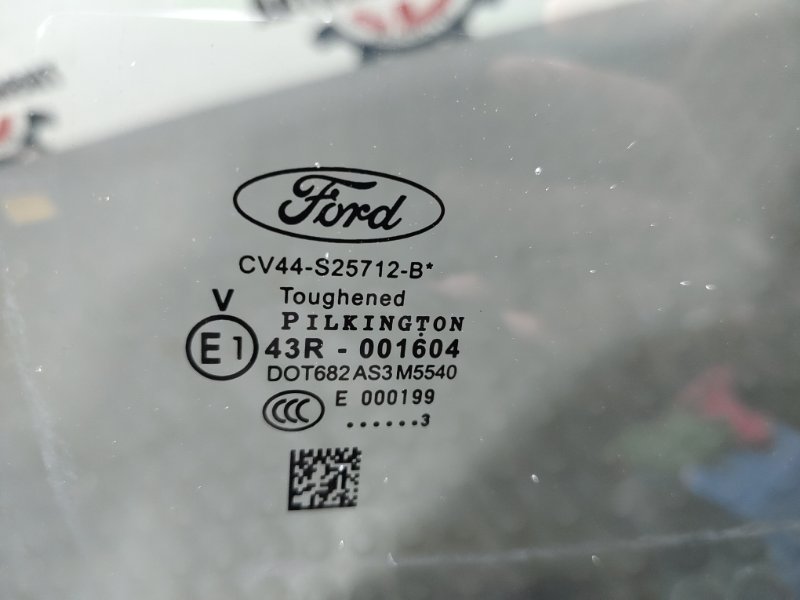 Ford
CV44-S25712-B*
Toughened
PILKINGTON
V
E1 43R - 001604
DOT682 AS3 M5540
CCC E 000199
......3